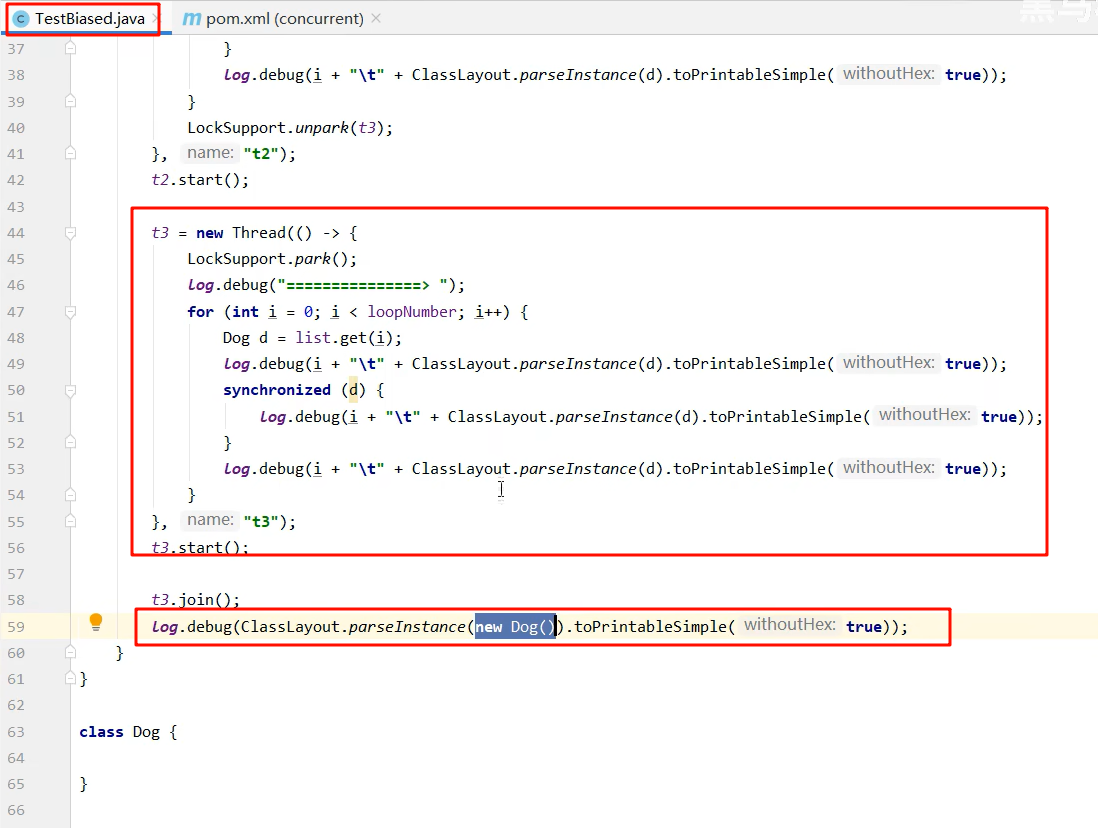 TestBiased.java pom.xml (concurrent)
黑马
37 }
38 log.debug(i + "\t" + ClassLayout.parseInstance(d).toPrintableSimple( withoutHex: true));
39 }
40 LockSupport.unpark(t3);
41 }, name: "t2");
42 t2.start();
43
44 t3 = new Thread(() -> {
45 LockSupport.park();
46 log.debug("===============> ");
47 for (int i = 0; i < loopNumber; i++) {
48 Dog d = list.get(i);
49 log.debug(i + "\t" + ClassLayout.parseInstance(d).toPrintableSimple( withoutHex: true));
50 synchronized (d) {
51 log.debug(i + "\t" + ClassLayout.parseInstance(d).toPrintableSimple( withoutHex: true));
52 }
53 log.debug(i + "\t" + ClassLayout.parseInstance(d).toPrintableSimple( withoutHex: true));
54 }
55 }, name: "t3");
56 t3.start();
57
58 t3.join();
59 log.debug(ClassLayout.parseInstance(new Dog()).toPrintableSimple( withoutHex: true));
60 }
61 }
62
63 class Dog {
64
65 }
66